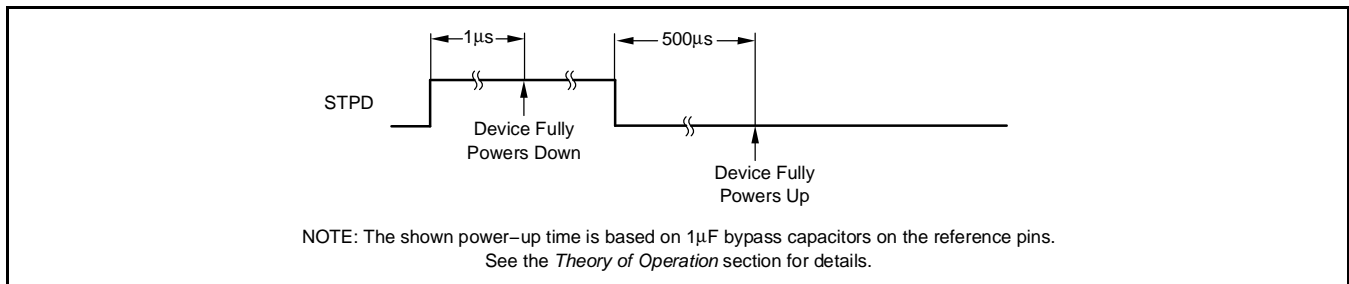 1μs
500μs
STPD
Device Fully
Powers Down
Device Fully
Powers Up
NOTE: The shown power−up time is based on 1μF bypass capacitors on the reference pins.
See the Theory of Operation section for details.